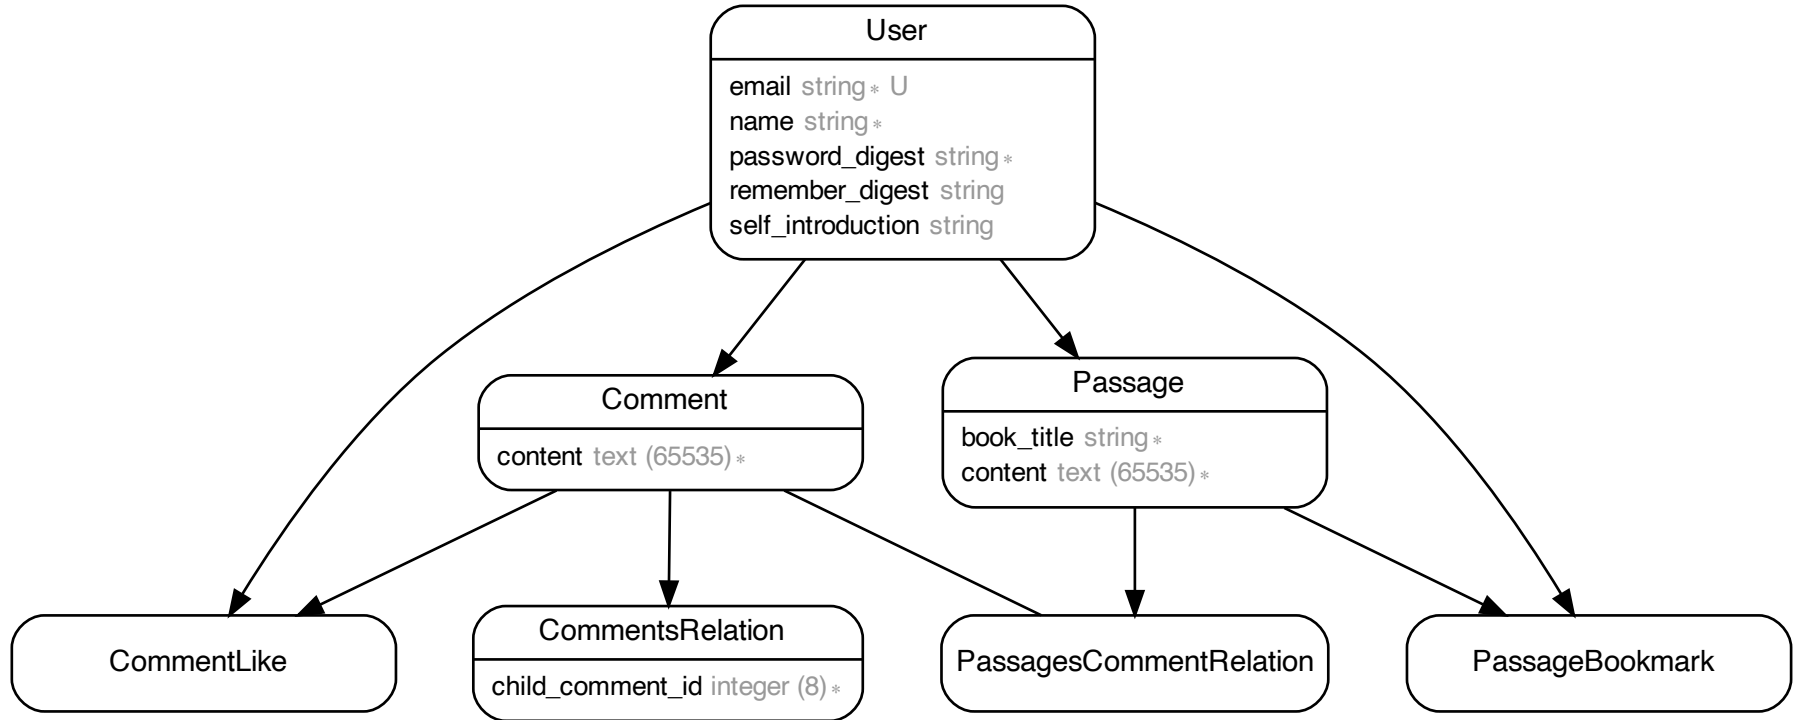 User
email string* U
name string*
password_digest string*
remember_digest string
self_introduction string
Comment
content text (65535)*
Passage
book_title string*
content text (65535)*
CommentLike
CommentsRelation
child_comment_id integer (8)*
PassagesCommentRelation
PassageBookmark